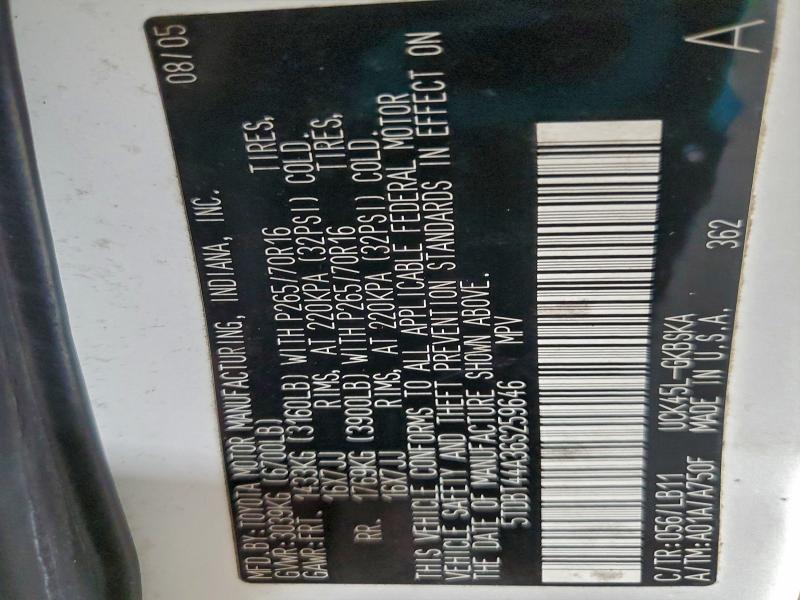 08/05
MFD.BY:TOYOTA MOTOR MANUFACTURING, INDIANA, INC.
GVWR:3039KG (6700LB)
GAWR:FRT. 1433KG (3160LB) WITH P265/70R16 TIRES,
16X7JJ RIMS, AT 220KPA (32PSI) COLD.
RR. 1769KG (3900LB) WITH P265/70R16 TIRES,
16X7JJ RIMS, AT 220KPA (32PSI) COLD.
THIS VEHICLE CONFORMS TO ALL APPLICABLE FEDERAL MOTOR
VEHICLE SAFETY AND THEFT PREVENTION STANDARDS IN EFFECT ON
THE DATE OF MANUFACTURE SHOWN ABOVE.
5TDBT44A36S259646 MPV
C/TR:056/LB11 UCK45L-GKBSKA
A/TM:A01A/A750F MADE IN U.S.A. 362 A